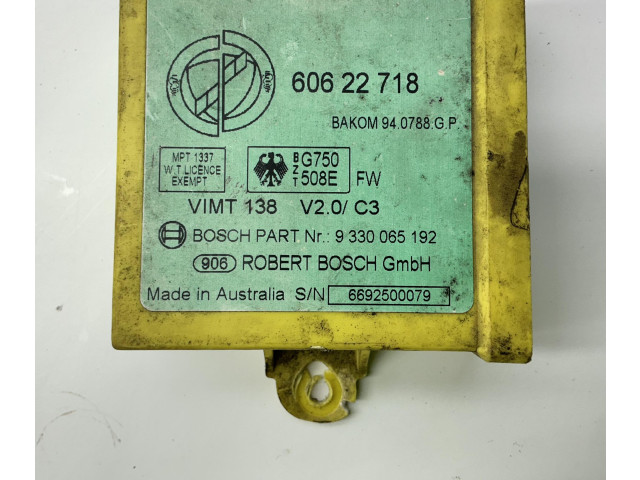 606 22 718
BAKOM 94.0788.G.P.
MPT 1337
W.T LICENCE
EXEMPT
BZT G750
508E FW
VIMT 138 V2.0/ C3
BOSCH PART Nr.: 9 330 065 192
906 ROBERT BOSCH GmbH
Made in Australia S/N 6692500079